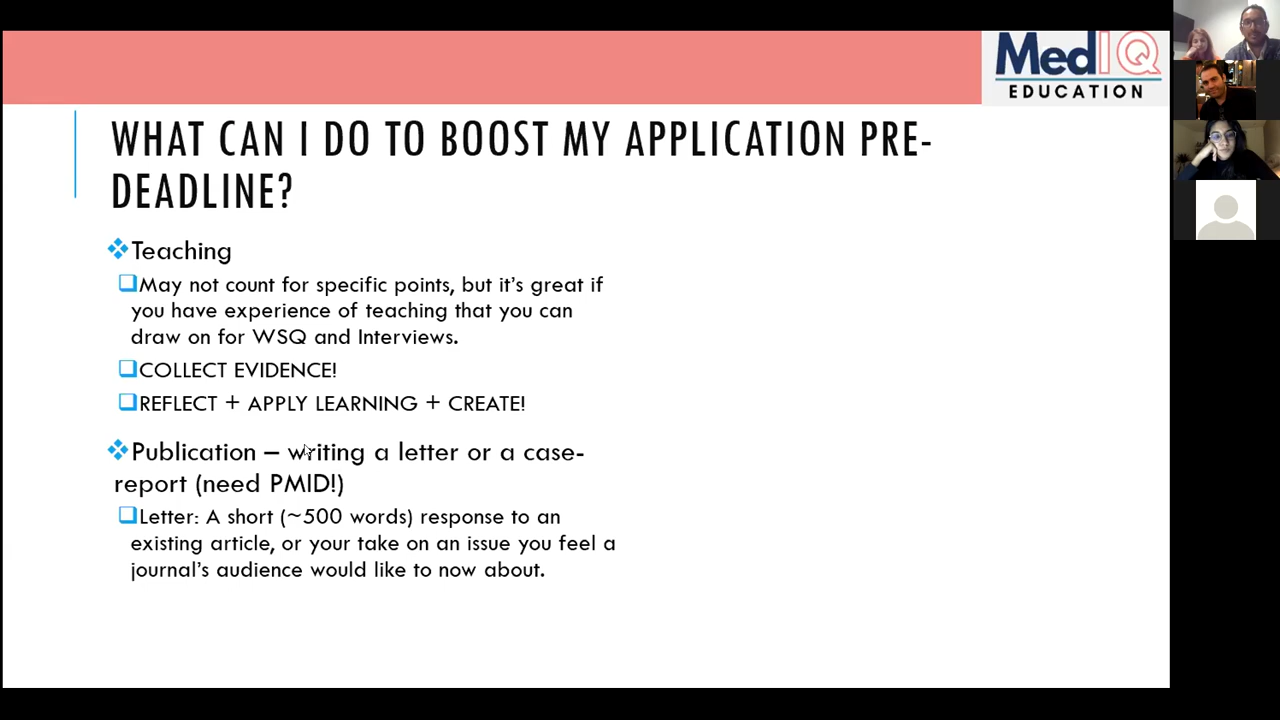 MedIQ
EDUCATION
WHAT CAN I DO TO BOOST MY APPLICATION PRE-
DEADLINE?
Teaching
May not count for specific points, but it's great if
you have experience of teaching that you can
draw on for WSQ and Interviews.
COLLECT EVIDENCE!
REFLECT + APPLY LEARNING + CREATE!
Publication – writing a letter or a case-
report (need PMID!)
Letter: A short (~500 words) response to an
existing article, or your take on an issue you feel a
journal's audience would like to now about.